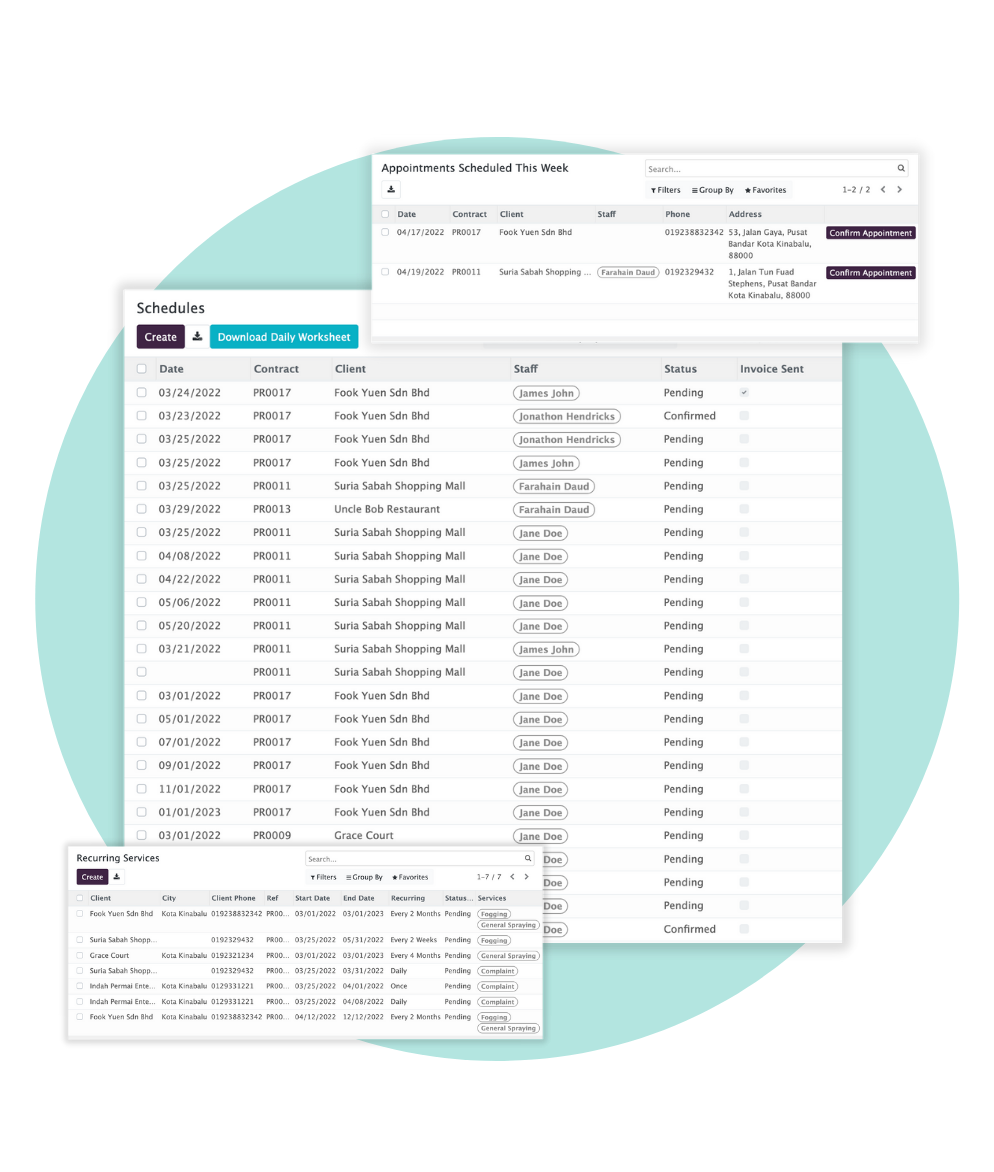 Appointments Scheduled This Week
Search...
Filters Group By Favorites 1-2 / 2
Date Contract Client Staff Phone Address
04/17/2022 PR0017 Fook Yuen Sdn Bhd 019238832342 53, Jalan Gaya, Pusat Confirm Appointment
Bandar Kota Kinabalu,
88000
04/19/2022 PR0011 Suria Sabah Shopping ... Farahain Daud 0192329432 1, Jalan Tun Fuad Confirm Appointment
Stephens, Pusat Bandar
Kota Kinabalu, 88000
Schedules
Create Download Daily Worksheet
Date Contract Client Staff Status Invoice Sent
03/24/2022 PR0017 Fook Yuen Sdn Bhd James John Pending
03/23/2022 PR0017 Fook Yuen Sdn Bhd Jonathon Hendricks Confirmed
03/25/2022 PR0017 Fook Yuen Sdn Bhd Jonathon Hendricks Pending
03/25/2022 PR0017 Fook Yuen Sdn Bhd James John Pending
03/25/2022 PR0011 Suria Sabah Shopping Mall Farahain Daud Pending
03/29/2022 PR0013 Uncle Bob Restaurant Farahain Daud Pending
03/25/2022 PR0011 Suria Sabah Shopping Mall Jane Doe Pending
04/08/2022 PR0011 Suria Sabah Shopping Mall Jane Doe Pending
04/22/2022 PR0011 Suria Sabah Shopping Mall Jane Doe Pending
05/06/2022 PR0011 Suria Sabah Shopping Mall Jane Doe Pending
05/20/2022 PR0011 Suria Sabah Shopping Mall Jane Doe Pending
03/21/2022 PR0011 Suria Sabah Shopping Mall James John Pending
PR0011 Suria Sabah Shopping Mall Jane Doe Pending
03/01/2022 PR0017 Fook Yuen Sdn Bhd Jane Doe Pending
05/01/2022 PR0017 Fook Yuen Sdn Bhd Jane Doe Pending
07/01/2022 PR0017 Fook Yuen Sdn Bhd Jane Doe Pending
09/01/2022 PR0017 Fook Yuen Sdn Bhd Jane Doe Pending
11/01/2022 PR0017 Fook Yuen Sdn Bhd Jane Doe Pending
01/01/2023 PR0017 Fook Yuen Sdn Bhd Jane Doe Pending
03/01/2022 PR0009 Grace Court Jane Doe Pending
Doe Pending
Doe Pending
Doe Pending
Doe Confirmed
Recurring Services
Search...
Create Filters Group By Favorites 1-7 / 7
Client City Client Phone Ref Start Date End Date Recurring Status... Services
Fook Yuen Sdn Bhd Kota Kinabalu 019238832342 PR00... 03/01/2022 03/01/2023 Every 2 Months Pending Fogging
General Spraying
Suria Sabah Shopp... 0192329432 PR00... 03/25/2022 05/31/2022 Every 2 Weeks Pending Fogging
Grace Court Kota Kinabalu 0192321234 PR00... 03/01/2022 03/01/2023 Every 4 Months Pending General Spraying
Suria Sabah Shopp... 0192329432 PR00... 03/25/2022 03/31/2022 Daily Pending Complaint
Indah Permai Ente... Kota Kinabalu 0129331221 PR00... 03/25/2022 04/01/2022 Once Pending Complaint
Indah Permai Ente... Kota Kinabalu 0129331221 PR00... 03/25/2022 04/08/2022 Daily Pending Complaint
Fook Yuen Sdn Bhd Kota Kinabalu 019238832342 PR00... 04/12/2022 12/12/2022 Every 2 Months Pending Fogging
General Spraying